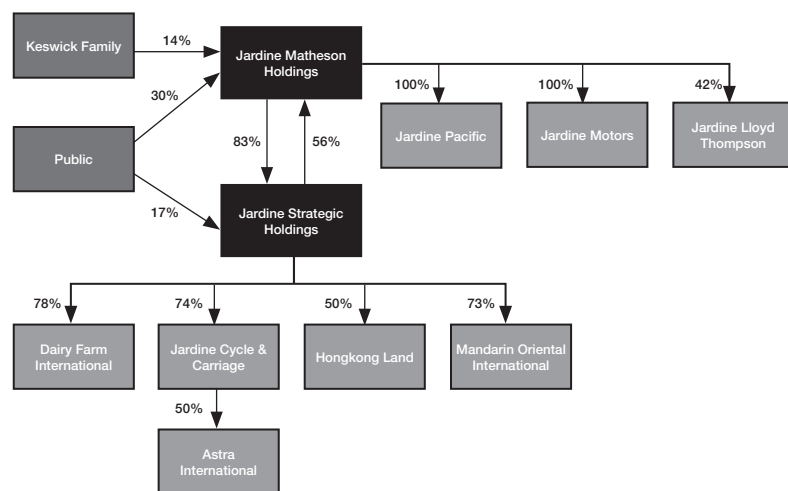 Keswick Family
14%
Jardine Matheson
Holdings
30%
100%
100%
42%
Jardine Pacific
Jardine Motors
Jardine Lloyd
Thompson
Public
83%
56%
17%
Jardine Strategic
Holdings
78%
74%
50%
73%
Dairy Farm
International
Jardine Cycle &
Carriage
Hongkong Land
Mandarin Oriental
International
50%
Astra
International